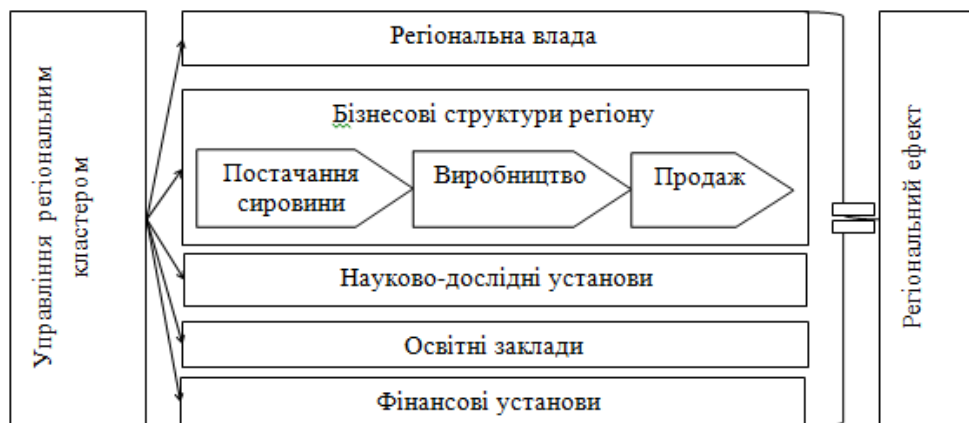 Управління регіональним
кластером
Регіональна влада
Бізнесові структури регіону
Постачання
сировини
Виробництво
Продаж
Науково-дослідні установи
Освітні заклади
Фінансові установи
Регіональний ефект